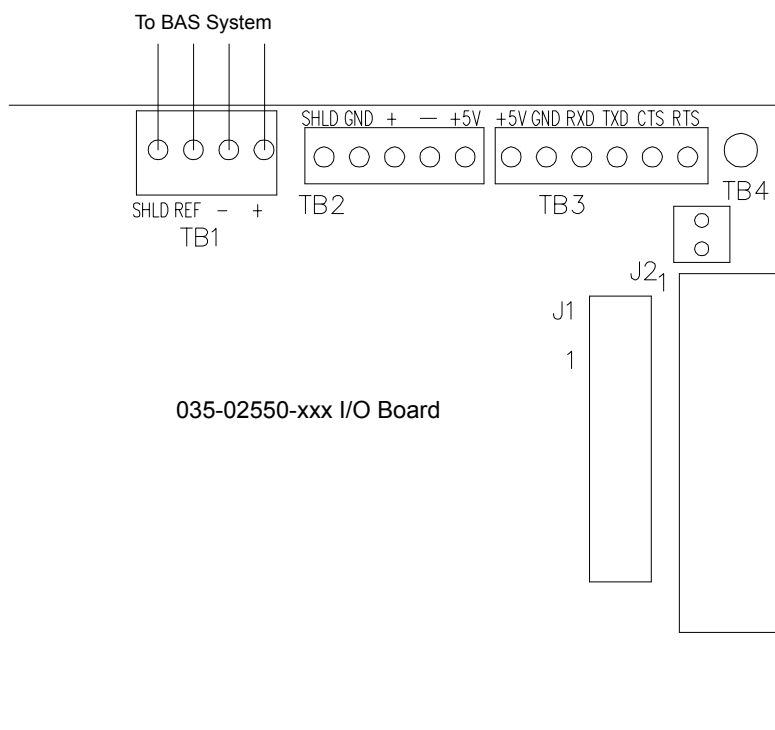 To BAS System
SHLD GND + — +5V
+5V GND RXD TXD CTS RTS
SHLD REF - +
TB1
TB2
TB3
TB4
J2
1
J1
1
035-02550-xxx I/O Board